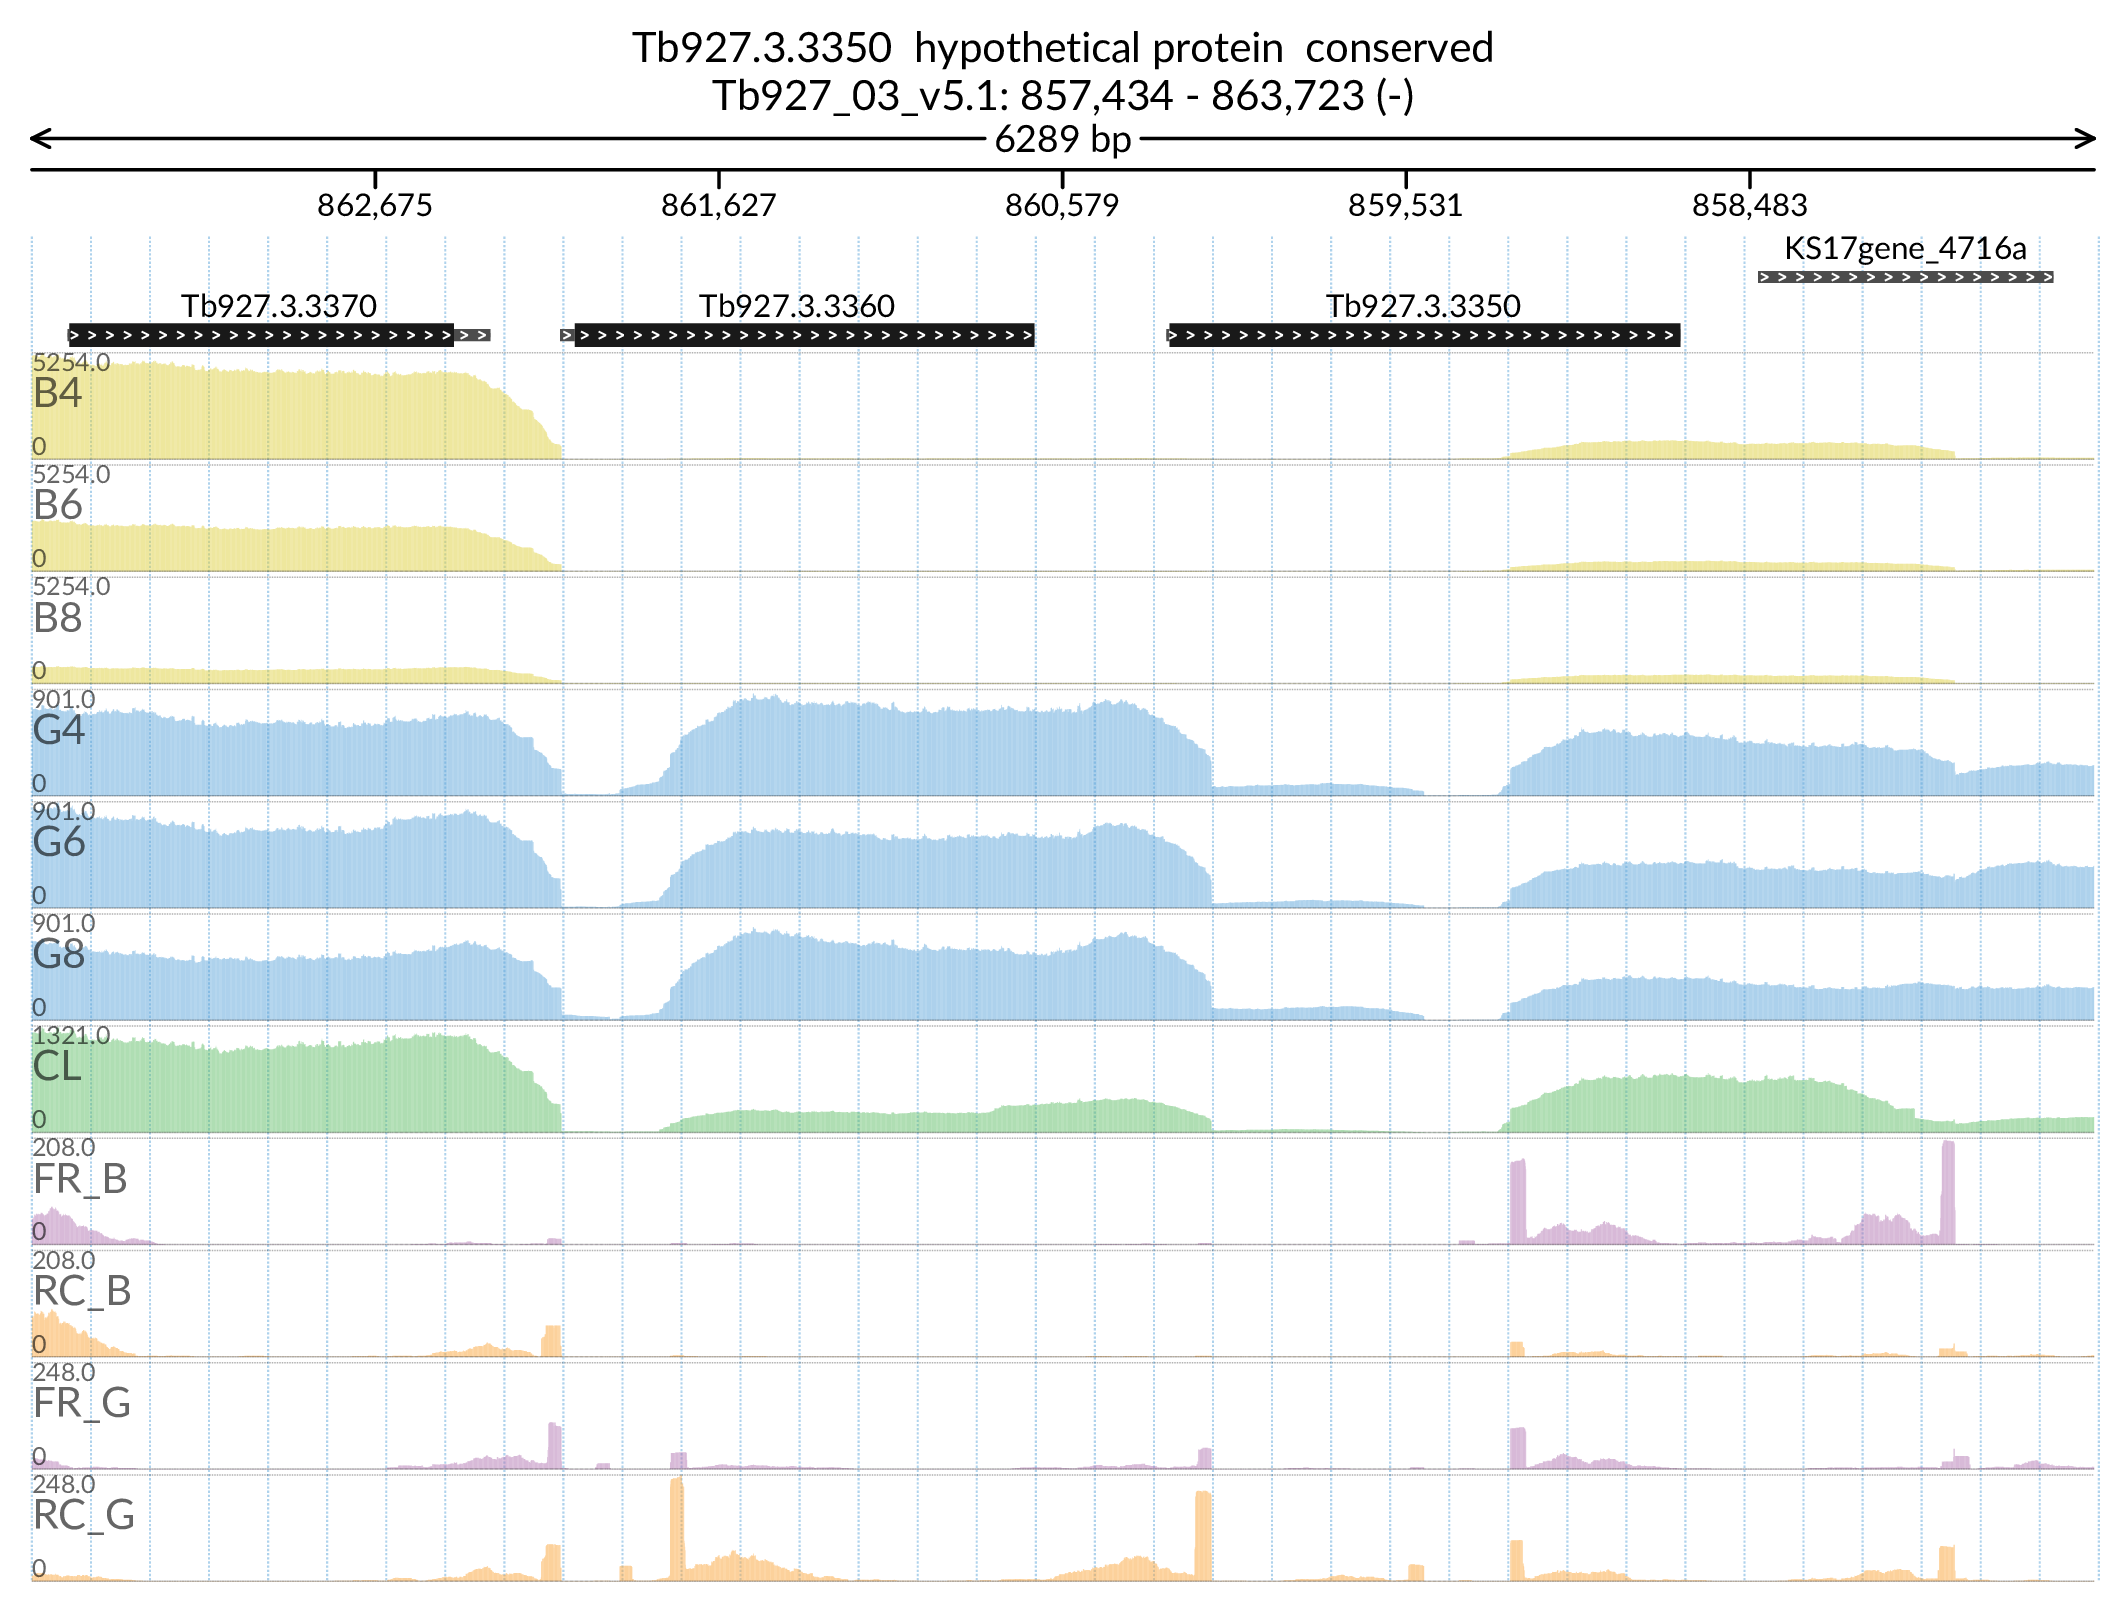 Tb927.3.3350  hypothetical protein  conserved
Tb927_03_v5.1: 857,434 - 863,723 (-)
6289 bp
862,675 861,627 860,579 859,531 858,483
KS17gene_4716a
Tb927.3.3370 Tb927.3.3360 Tb927.3.3350
5254.0
B4
0
5254.0
B6
0
5254.0
B8
0
901.0
G4
0
901.0
G6
0
901.0
G8
0
1321.0
CL
0
208.0
FR_B
0
208.0
RC_B
0
248.0
FR_G
0
248.0
RC_G
0